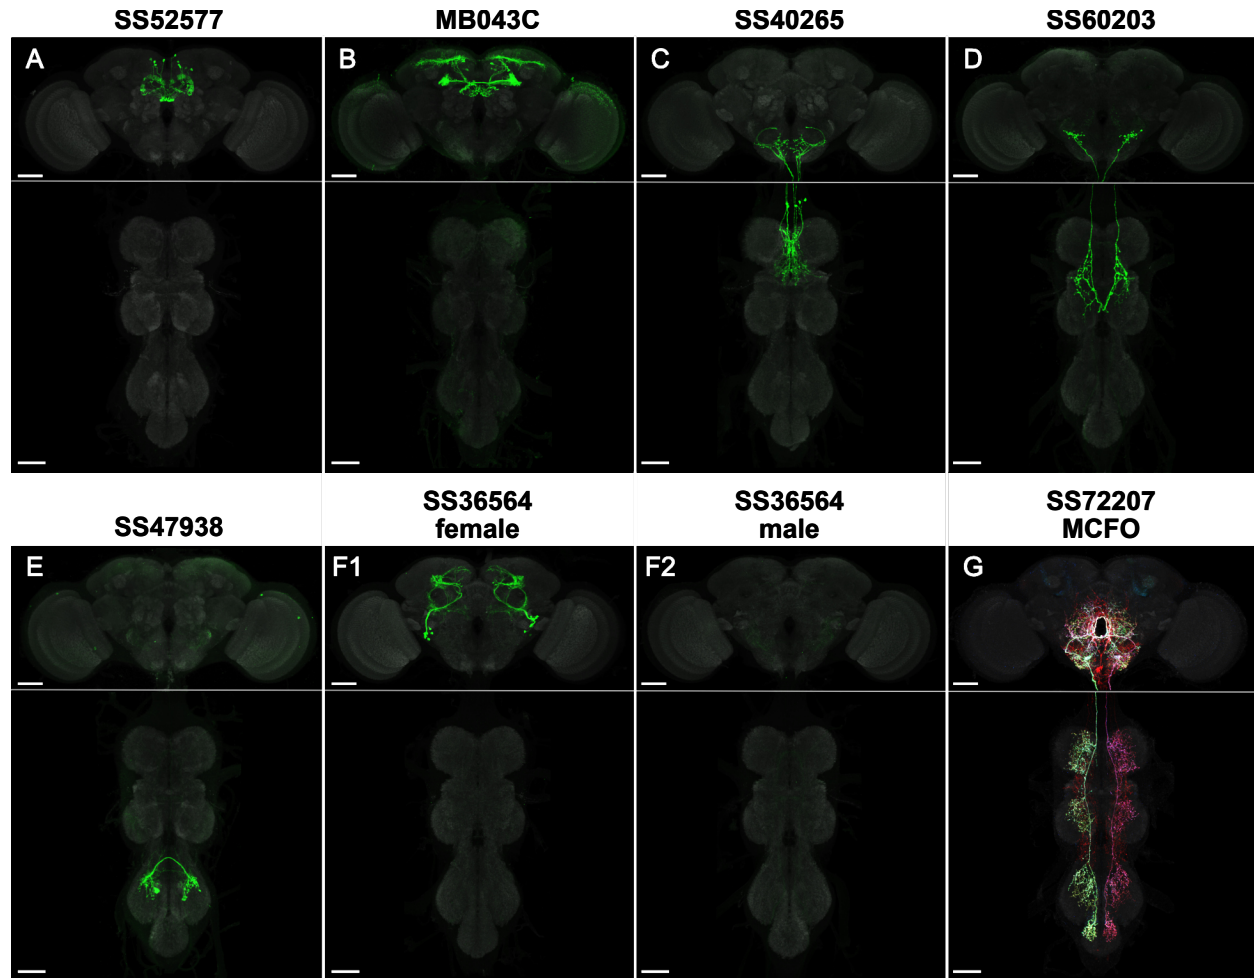 SS52577
MB043C
SS40265
SS60203
A
B
C
D
SS47938
SS36564
female
SS36564
male
SS72207
MCFO
E
F1
F2
G